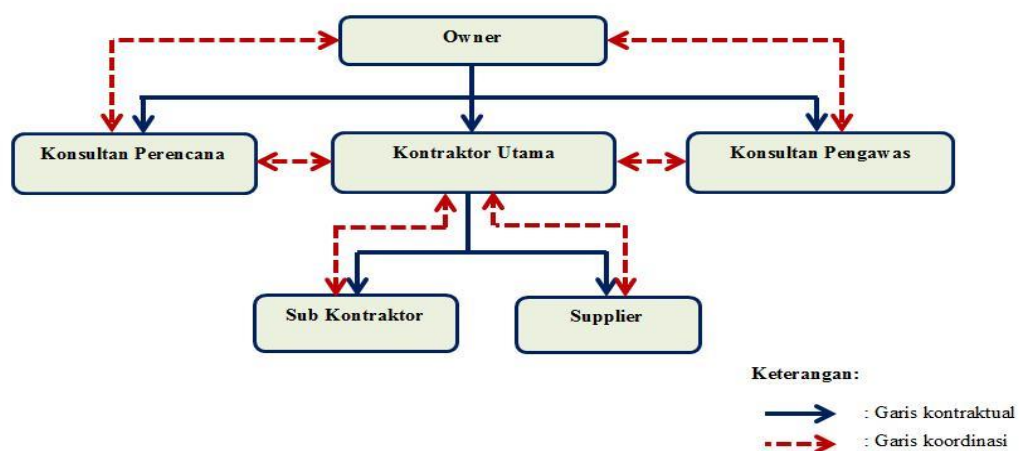 Owner
Konsultan Perencana
Kontraktor Utama
Konsultan Pengawas
Sub Kontraktor
Supplier
Keterangan:
: Garis kontraktual
: Garis koordinasi